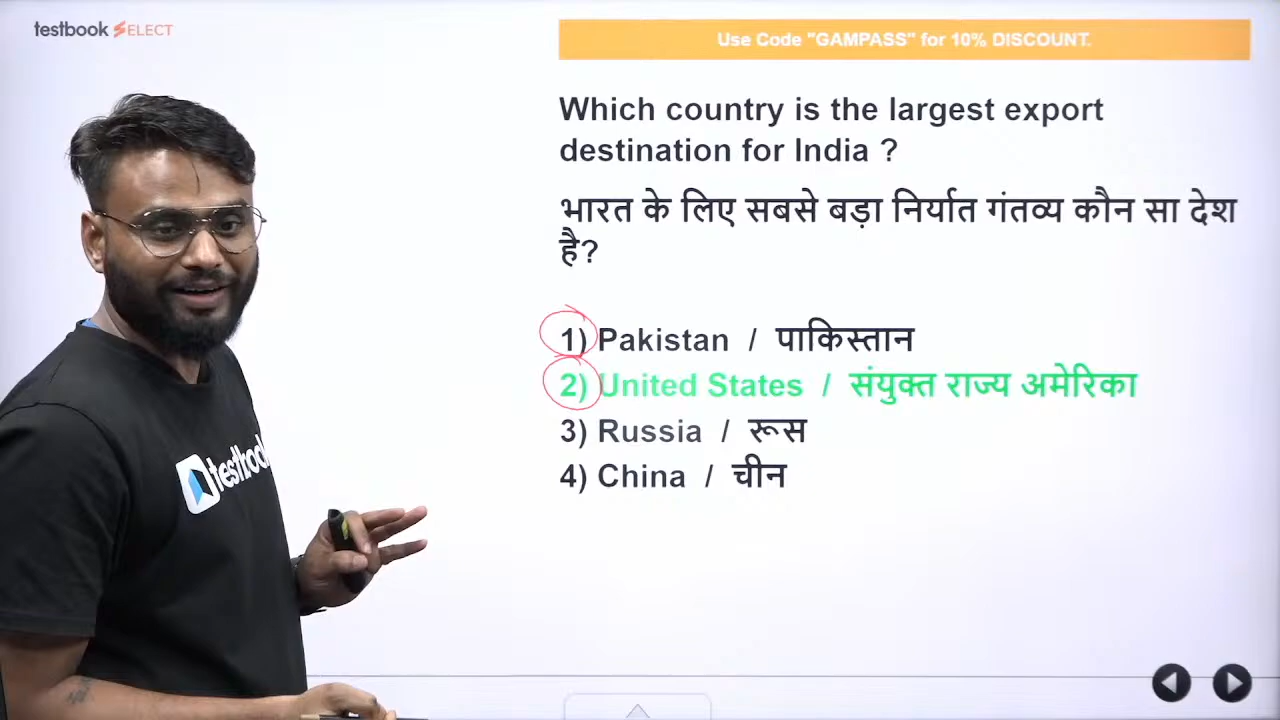 testbook SELECT
Use Code "GAMPASS" for 10% DISCOUNT.
Which country is the largest export
destination for India ?
भारत के लिए सबसे बड़ा निर्यात गंतव्य कौन सा देश
है?
1) Pakistan / पाकिस्तान
2) United States / संयुक्त राज्य अमेरिका
3) Russia / रूस
4) China / चीन
testbook